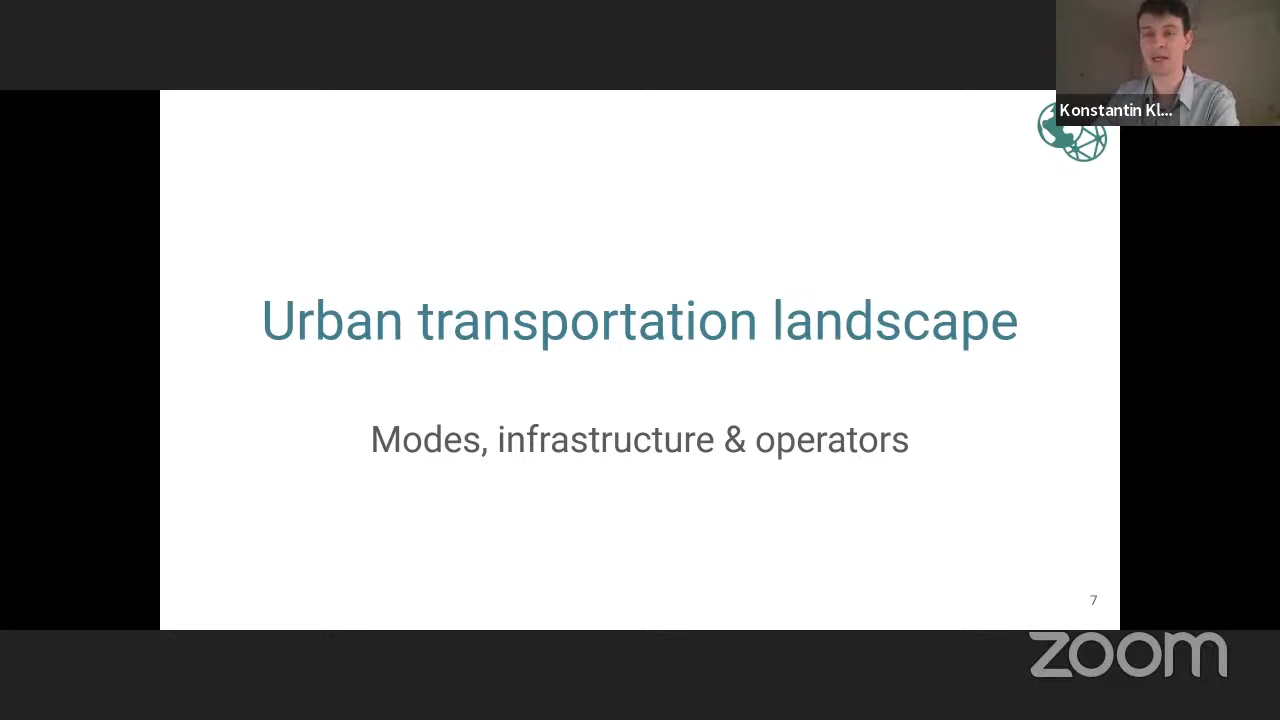 Konstantin Kl...
Urban transportation landscape
Modes, infrastructure & operators
7
zoom